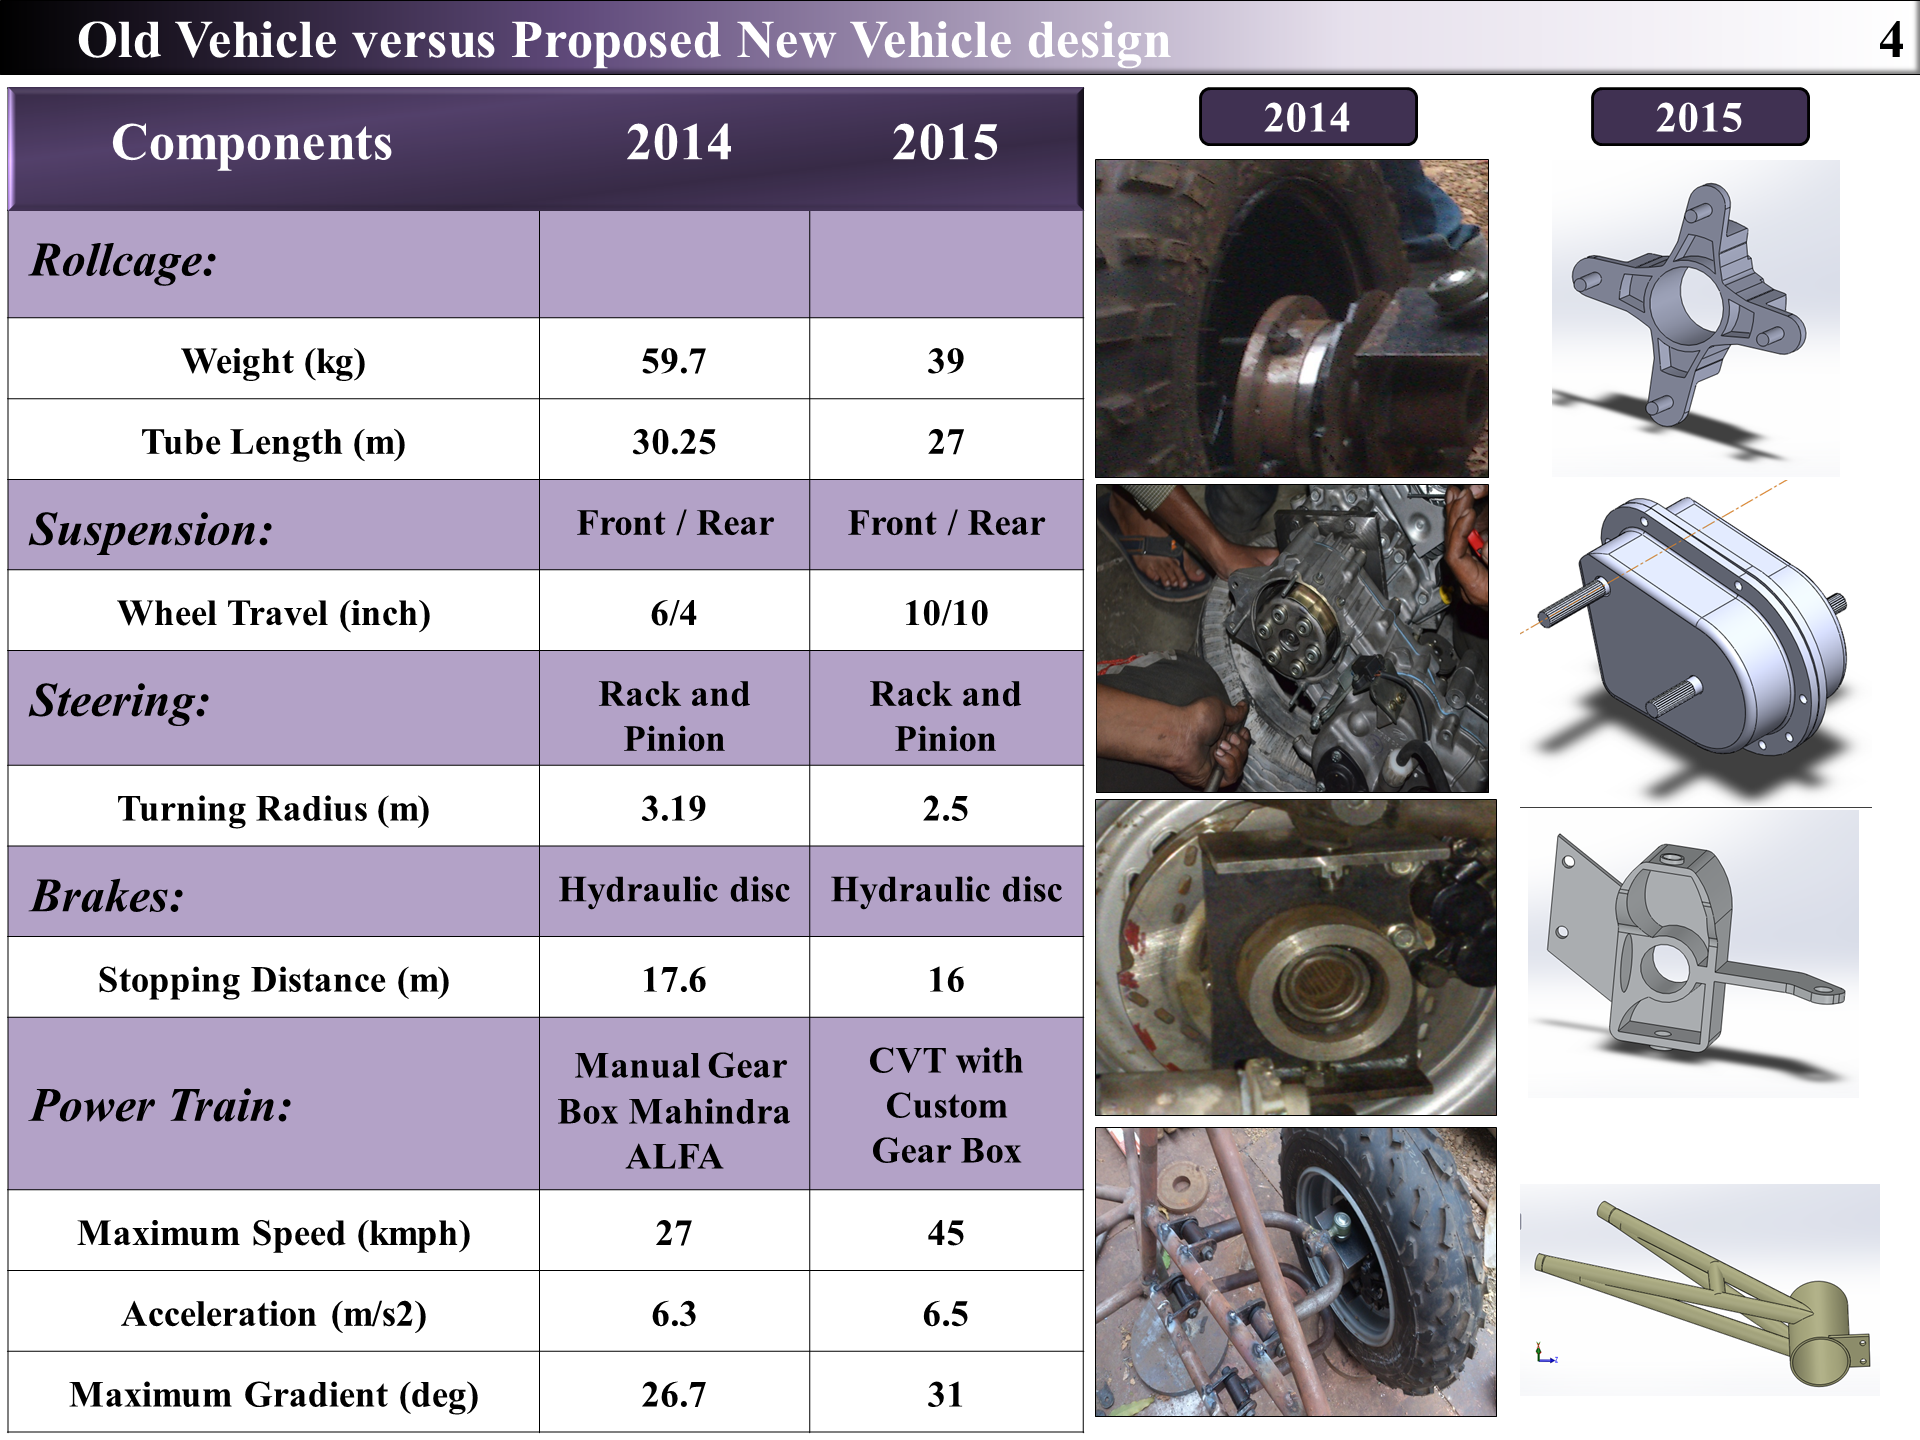 Old Vehicle versus Proposed New Vehicle design 4
Components 2014 2015
Rollcage:
Weight (kg) 59.7 39
Tube Length (m) 30.25 27
Suspension: Front / Rear Front / Rear
Wheel Travel (inch) 6/4 10/10
Steering: Rack and Pinion Rack and Pinion
Turning Radius (m) 3.19 2.5
Brakes: Hydraulic disc Hydraulic disc
Stopping Distance (m) 17.6 16
Power Train: Manual Gear Box Mahindra ALFA CVT with Custom Gear Box
Maximum Speed (kmph) 27 45
Acceleration (m/s2) 6.3 6.5
Maximum Gradient (deg) 26.7 31
2014 2015